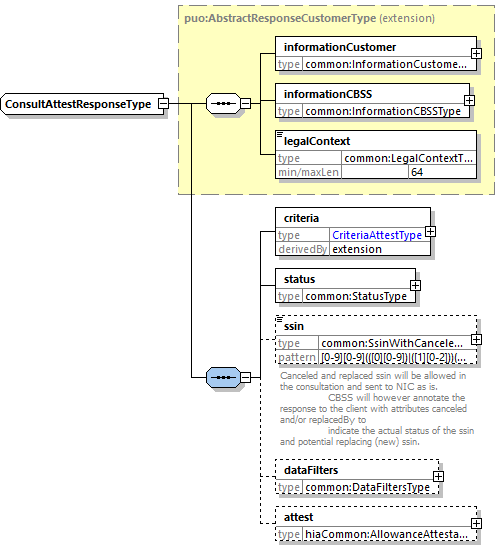 puo:AbstractResponseCustomerType (extension)
informationCustomer
type common:InformationCustome...
ConsultAttestResponseType
informationCBSS
type common:InformationCBSSType
legalContext
type common:LegalContextT...
min/maxLen 64
criteria
type CriteriaAttestType
derivedBy extension
status
type common:StatusType
ssin
type common:SsinWithCancele...
pattern [0-9][0-9](([0][0-9])|([1][0-2]))(...
Canceled and replaced ssin will be allowed in
the consultation and sent to NIC as is.
CBSS will however annotate the
response to the client with attributes canceled
and/or replacedBy to
indicate the actual status of the ssin
and potential replacing (new) ssin.
dataFilters
type common:DataFiltersType
attest
type hiaCommon:AllowanceAttesta...